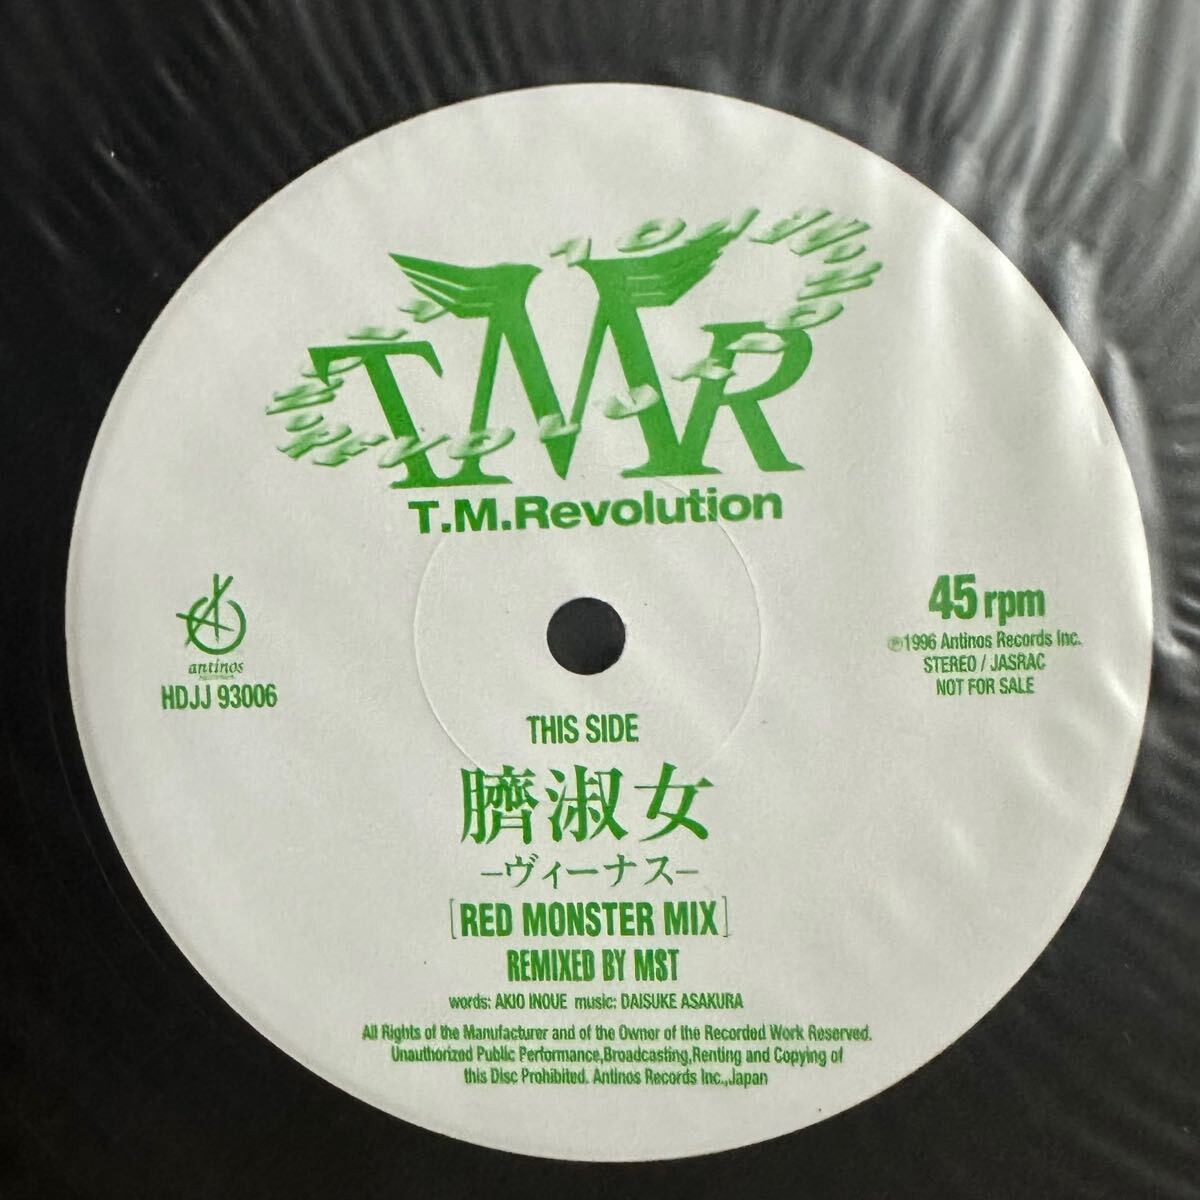 TMR
T.M.Revolution
antinos
HDJJ 93006
45 rpm
℗1996 Antinos Records Inc.
STEREO / JASRAC
NOT FOR SALE
THIS SIDE
臍淑女
−ヴィーナス−
[RED MONSTER MIX]
REMIXED BY MST
words: AKIO INOUE music: DAISUKE ASAKURA
All Rights of the Manufacturer and of the Owner of the Recorded Work Reserved.
Unauthorized Public Performance,Broadcasting,Renting and Copying of
this Disc Prohibited. Antinos Records Inc.,Japan